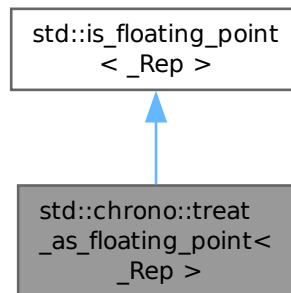 std::is_floating_point
< _Rep >
std::chrono::treat
_as_floating_point<
_Rep >